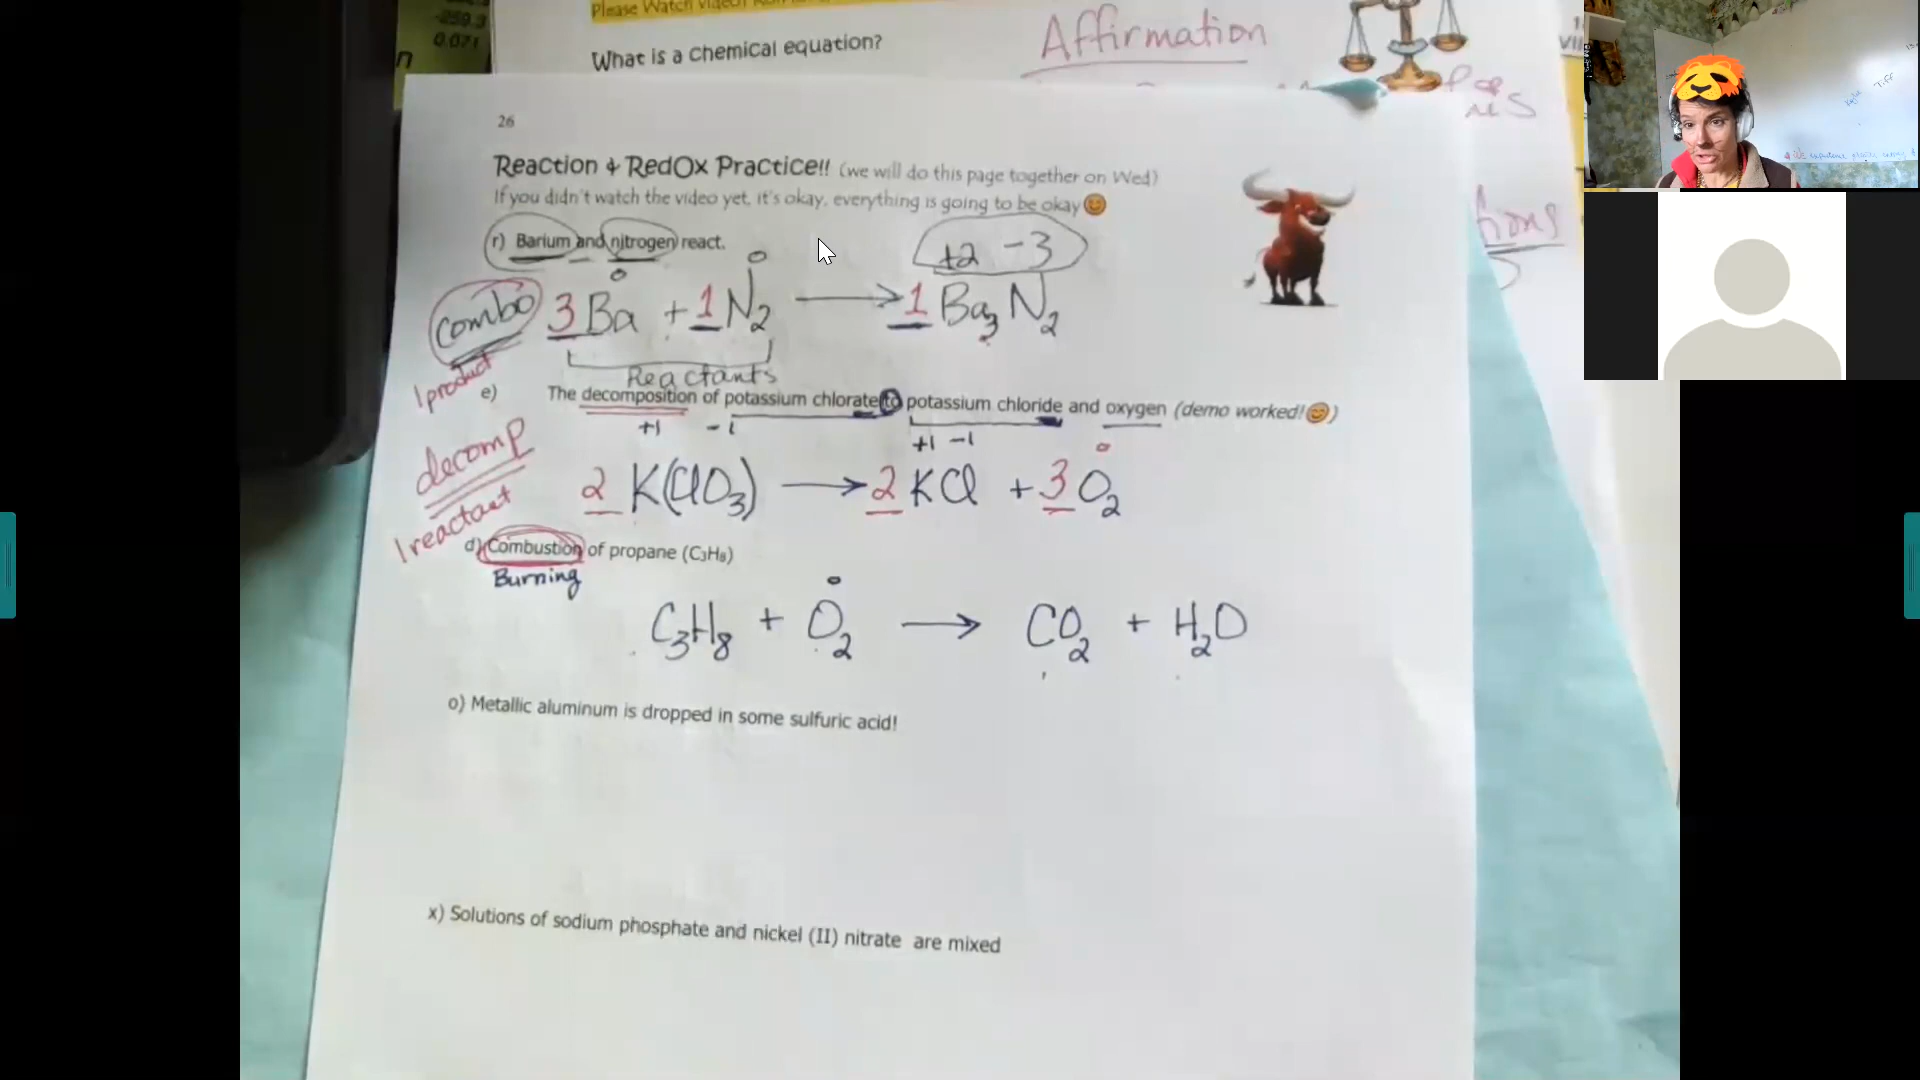 -259.3
0.071
n
Please Watch Video
What is a chemical equation?
Affirmation
26
Reaction & RedOx Practice!! (we will do this page together on Wed)
If you didn't watch the video yet, it's okay, everything is going to be okay😊
r) Barium and nitrogen react.
0 0 +2 -3
combo 3 Ba + 1 N2 → 1 Ba3 N2
Reactants
1 product
e) The decomposition of potassium chlorate to potassium chloride and oxygen (demo worked!😊)
+1 -1 +1 -1 0
decomp 2 K(ClO3) → 2 KCl + 3 O2
1 reactant
d) Combustion of propane (C3H8)
Burning
0
C3H8 + O2 → CO2 + H2O
o) Metallic aluminum is dropped in some sulfuric acid!
x) Solutions of sodium phosphate and nickel (II) nitrate are mixed
Tiff